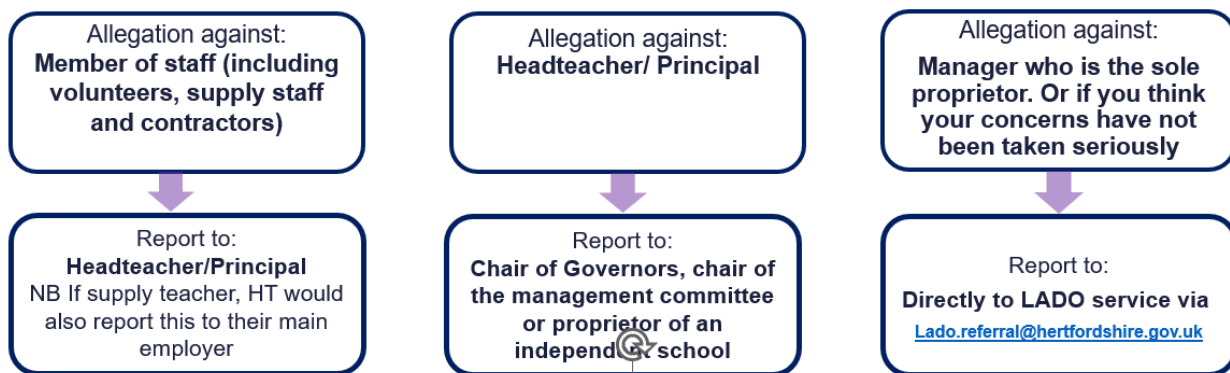 Allegation against:
Member of staff (including
volunteers, supply staff
and contractors)
Report to:
Headteacher/Principal
NB If supply teacher, HT would
also report this to their main
employer
Allegation against:
Headteacher/ Principal
Report to:
Chair of Governors, chair of
the management committee
or proprietor of an
independent school
Allegation against:
Manager who is the sole
proprietor. Or if you think
your concerns have not
been taken seriously
Report to:
Directly to LADO service via
Lado.referral@hertfordshire.gov.uk